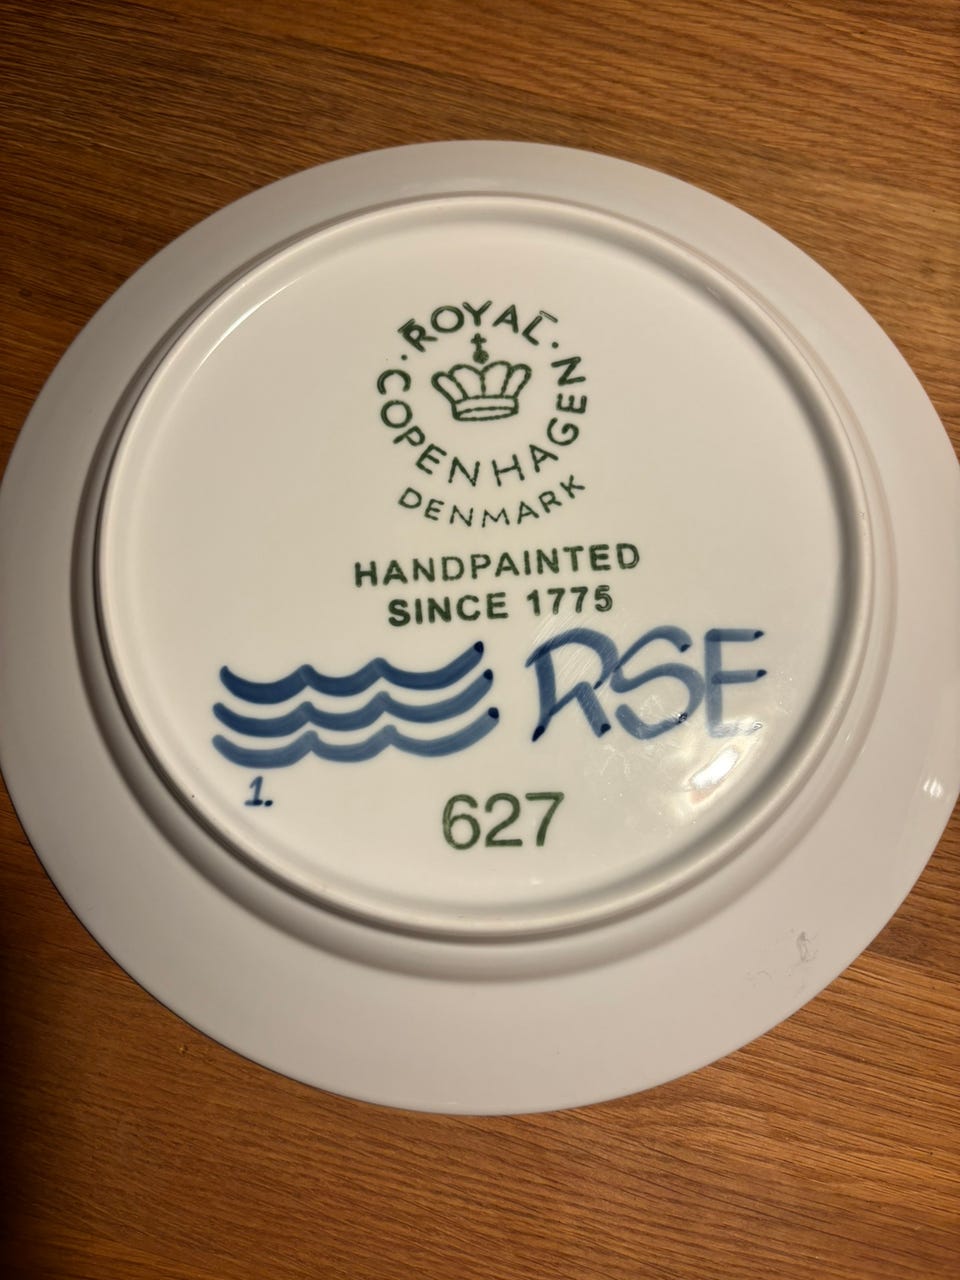 ROYAL
COPENHAGEN
DENMARK
HANDPAINTED
SINCE 1775
RSE
1.
627